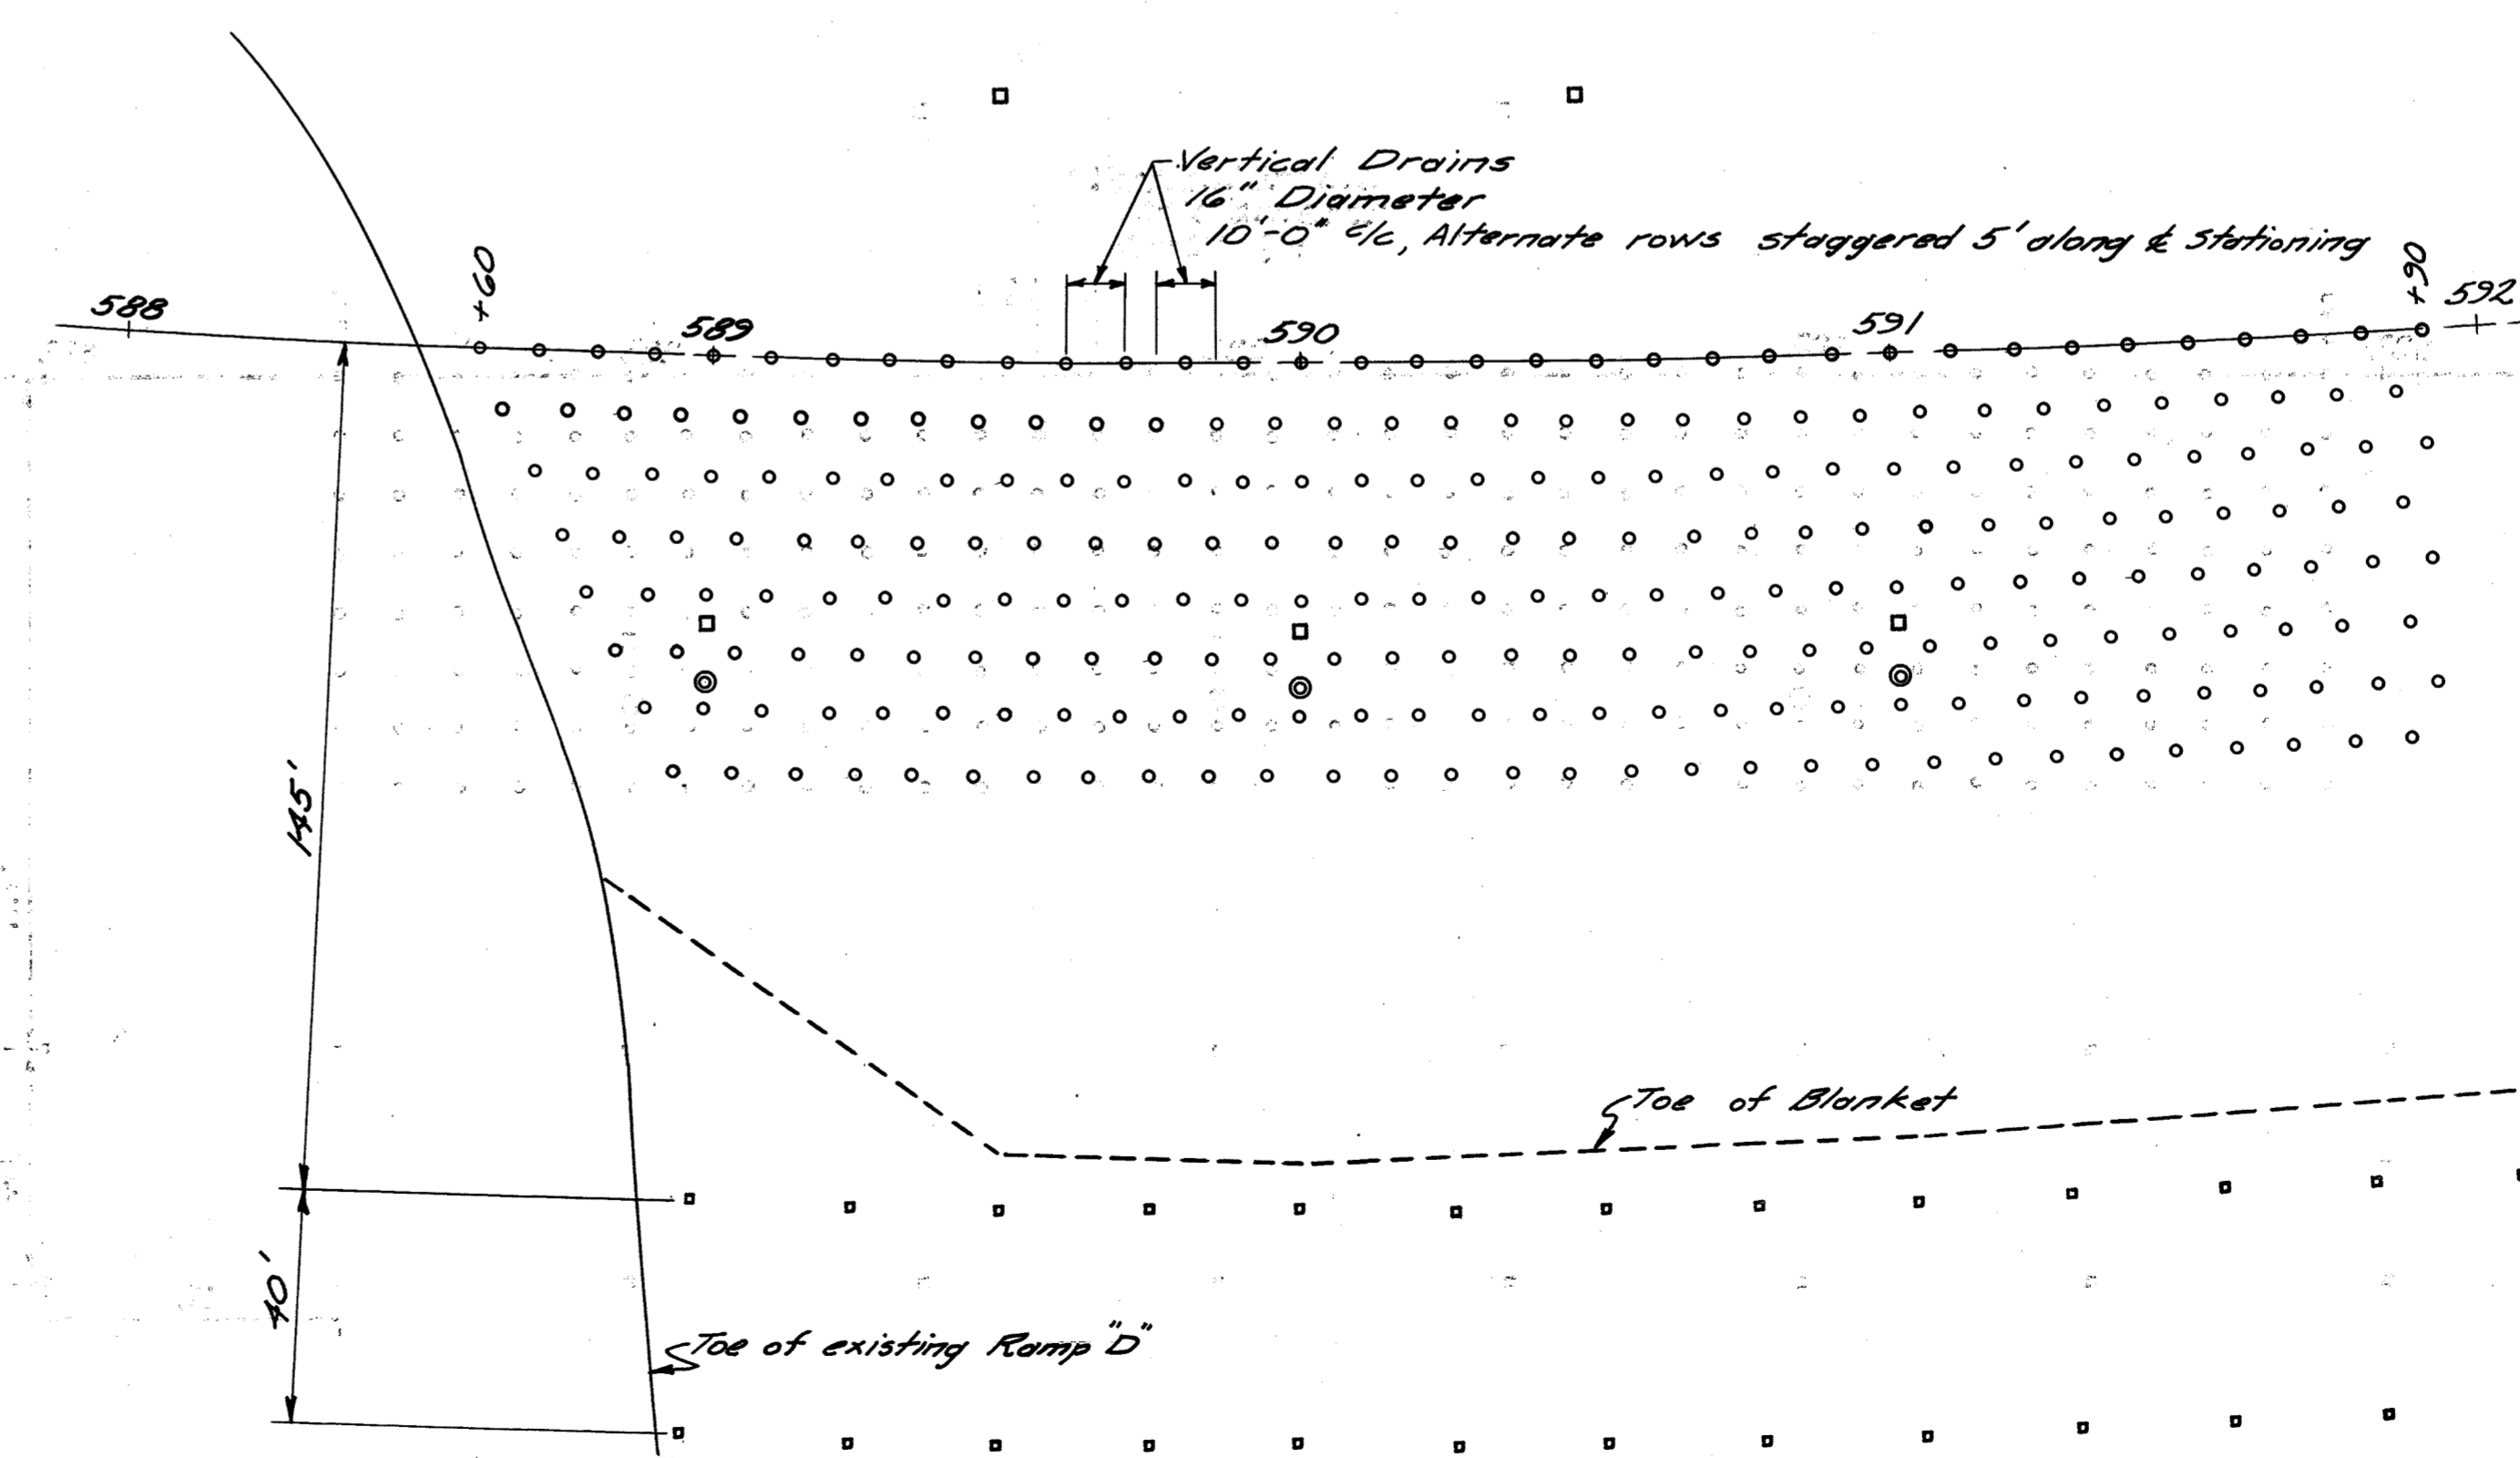 Vertical Drains
16" Diameter
10'-0" c/c, Alternate rows staggered 5' along ℄ Stationing
588
+60
589
590
591
+90
592
145'
Toe of Blanket
40'
Toe of existing Ramp "D"